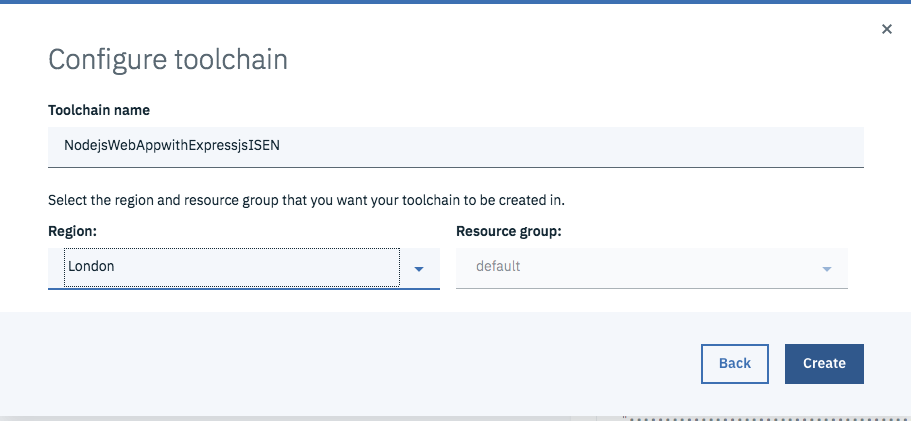 Configure toolchain
Toolchain name
NodejsWebAppwithExpressjsISEN
Select the region and resource group that you want your toolchain to be created in.
Region: Resource group:
London default
Back Create